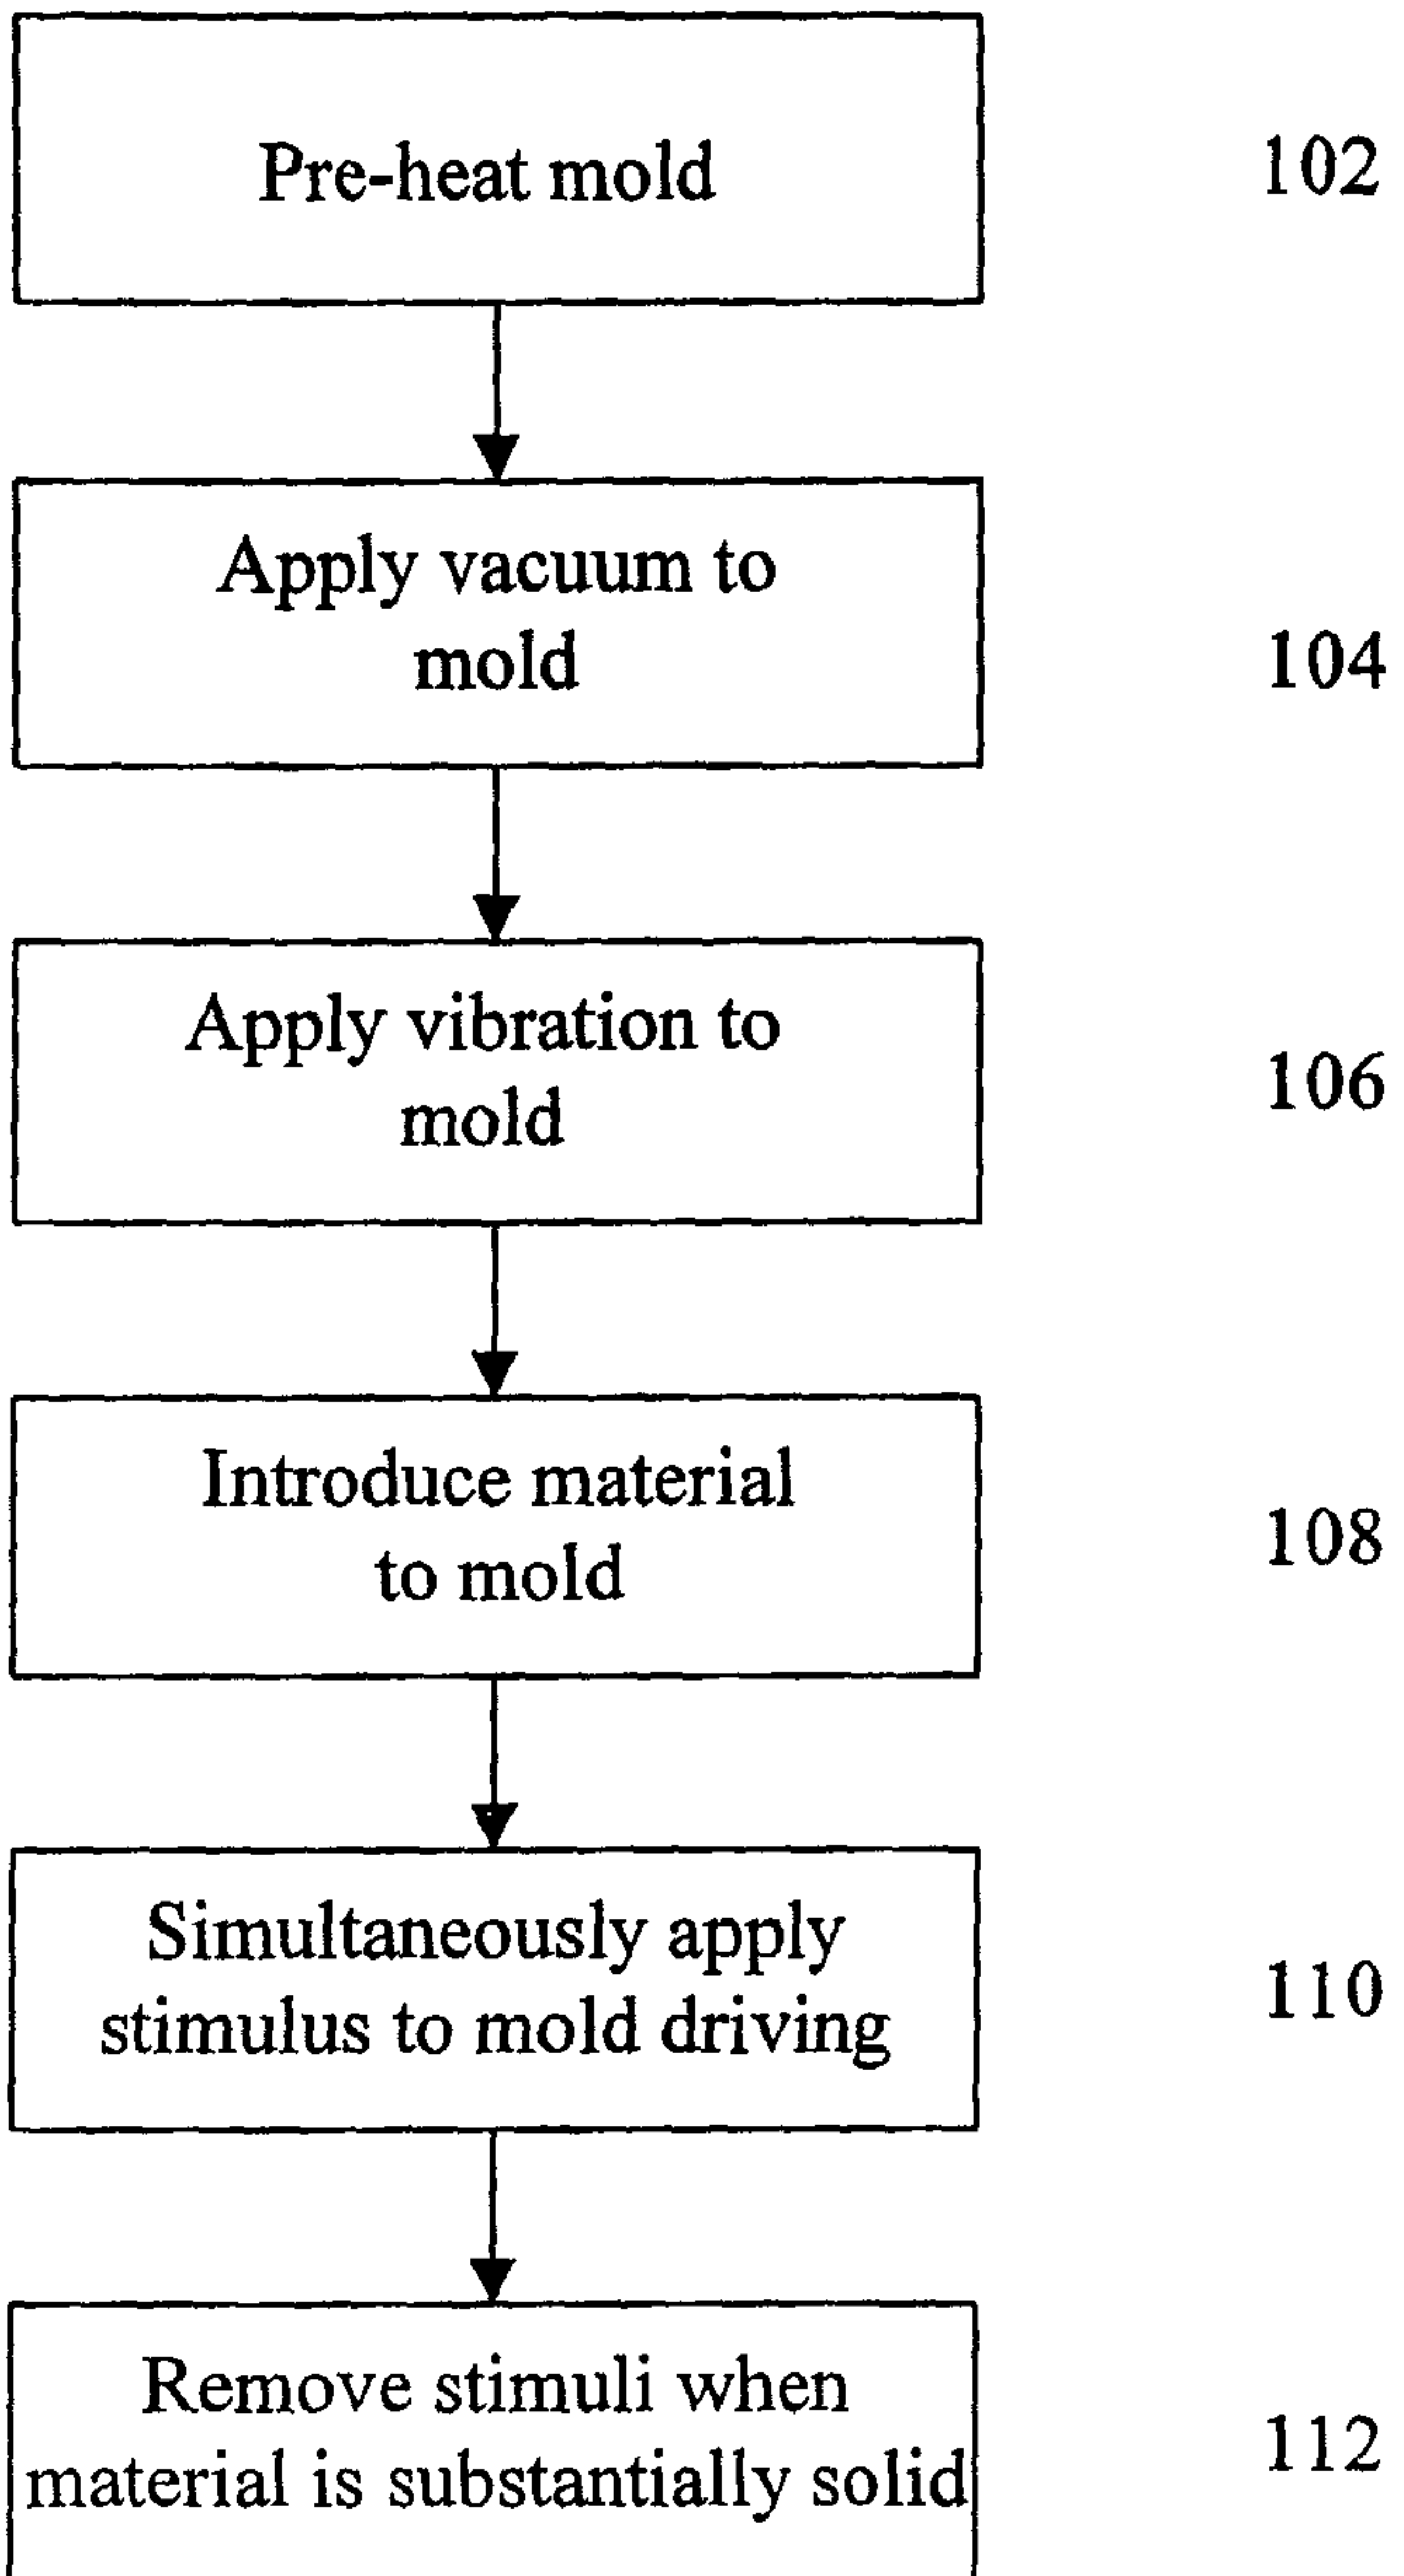 Pre-heat mold
102
Apply vacuum to
mold
104
Apply vibration to
mold
106
Introduce material
to mold
108
Simultaneously apply
stimulus to mold driving
110
Remove stimuli when
material is substantially solid
112